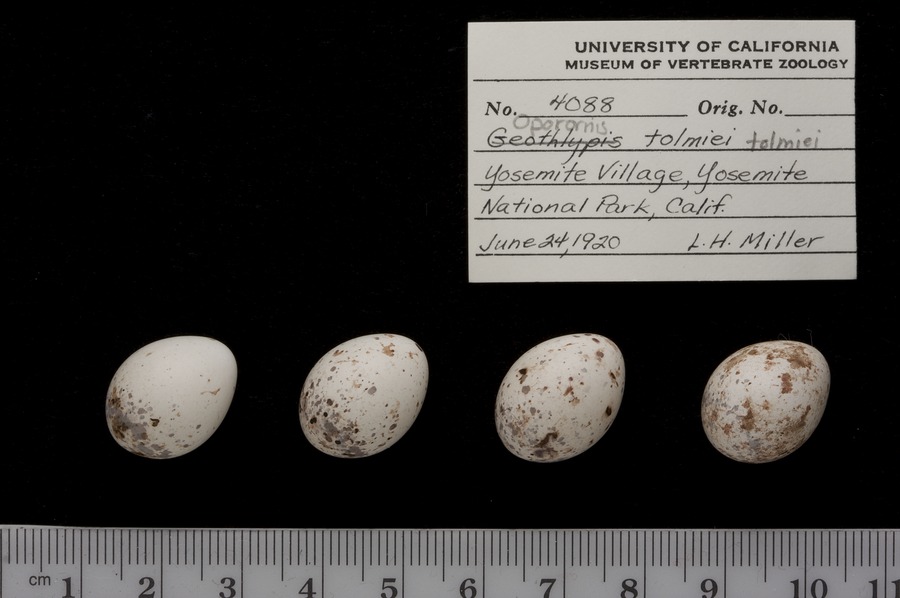 UNIVERSITY OF CALIFORNIA
MUSEUM OF VERTEBRATE ZOOLOGY
No. 4088 Orig. No.
Oporornis
Geothlypis tolmiei tolmiei
Yosemite Village, Yosemite
National Park, Calif.
June 24, 1920 L. H. Miller
cm 1 2 3 4 5 6 7 8 9 10 11